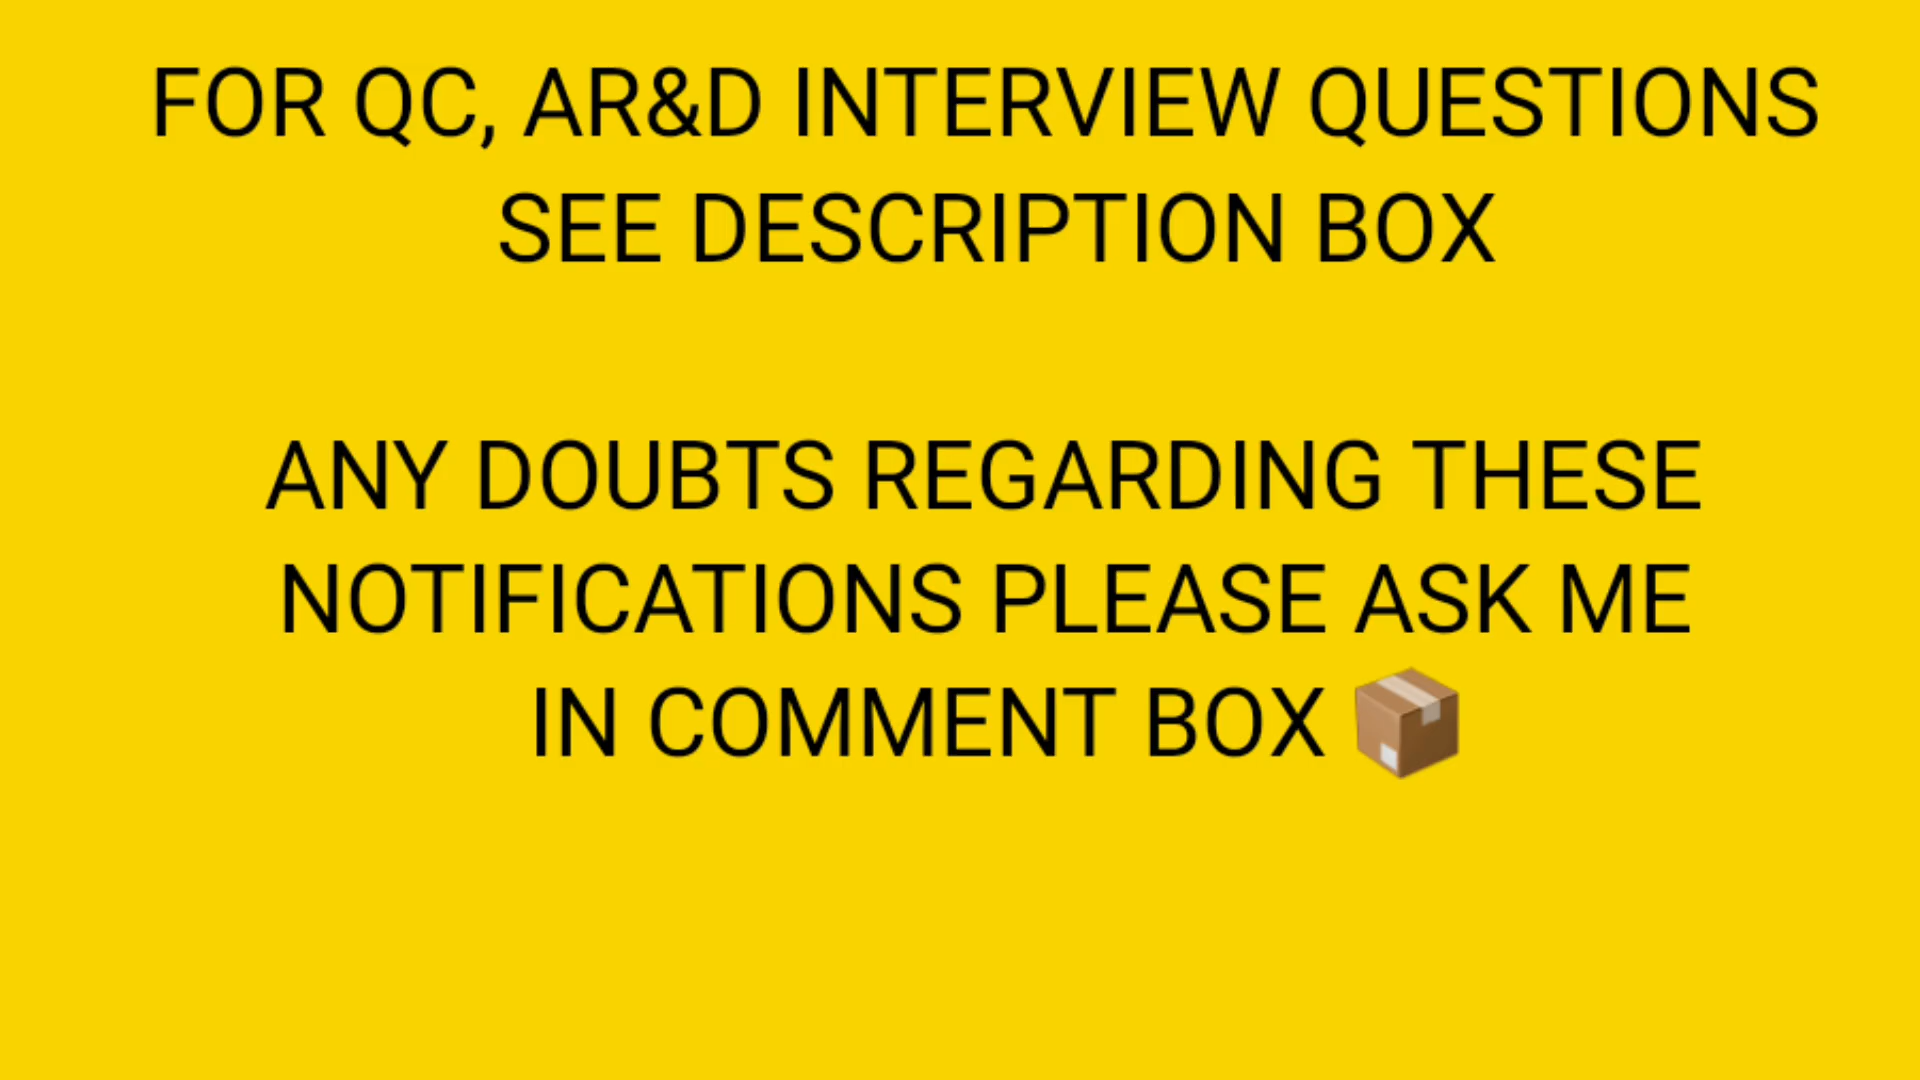 FOR QC, AR&D INTERVIEW QUESTIONS
SEE DESCRIPTION BOX
ANY DOUBTS REGARDING THESE
NOTIFICATIONS PLEASE ASK ME
IN COMMENT BOX 📦